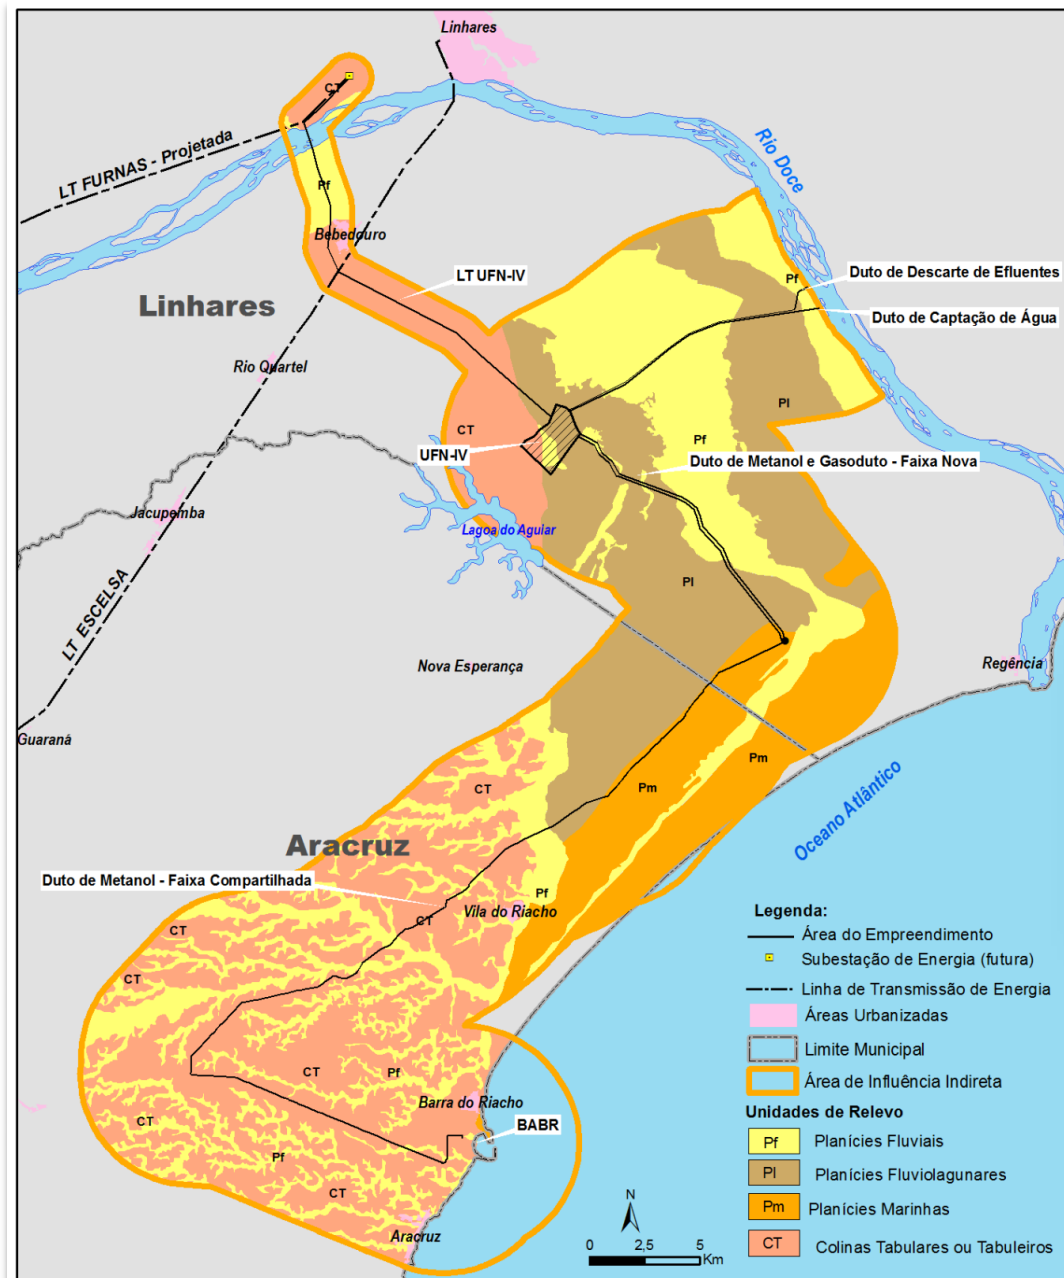 Linhares
CT
LT FURNAS - Projetada
Rio Doce
Pf
Bebedouro
Pf
Duto de Descarte de Efluentes
LT UFN-IV
Linhares
Duto de Captação de Água
Rio Quartel
Pl
CT
Pf
UFN-IV
Duto de Metanol e Gasoduto - Faixa Nova
Jacupemba
Lagoa do Aguiar
Pl
LT ESCELSA
Nova Esperança
Regência
Guaraná
Pm
CT
Pm
Oceano Atlântico
Aracruz
Duto de Metanol - Faixa Compartilhada
Pf
Vila do Riacho
CT
CT
CT
CT
Pf
Barra do Riacho
CT
BABR
Pf
CT
Aracruz
Legenda:
Área do Empreendimento
Subestação de Energia (futura)
Linha de Transmissão de Energia
Áreas Urbanizadas
Limite Municipal
Área de Influência Indireta
Unidades de Relevo
Pf Planícies Fluviais
Pl Planícies Fluviolagunares
Pm Planícies Marinhas
CT Colinas Tabulares ou Tabuleiros
N
0 2,5 5
Km